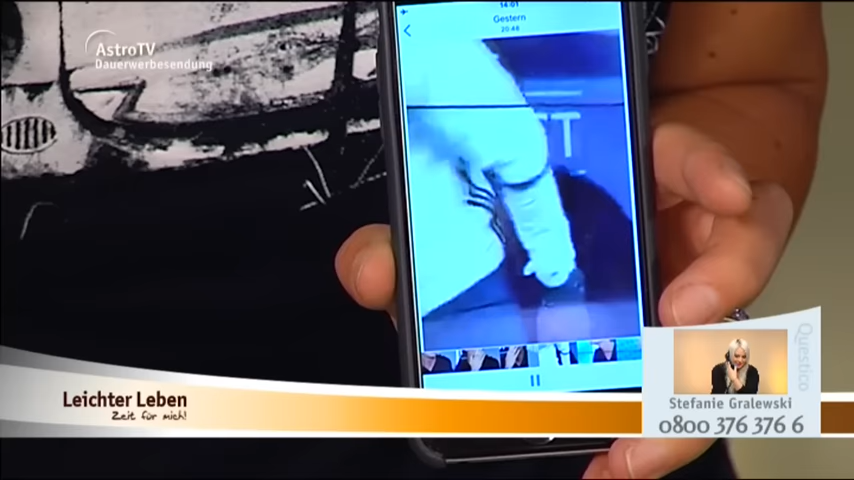 AstroTV
Dauerwerbesendung
14:01
Gestern
20:48
Leichter Leben
Zeit für mich!
Questico
Stefanie Gralewski
0800 376 376 6